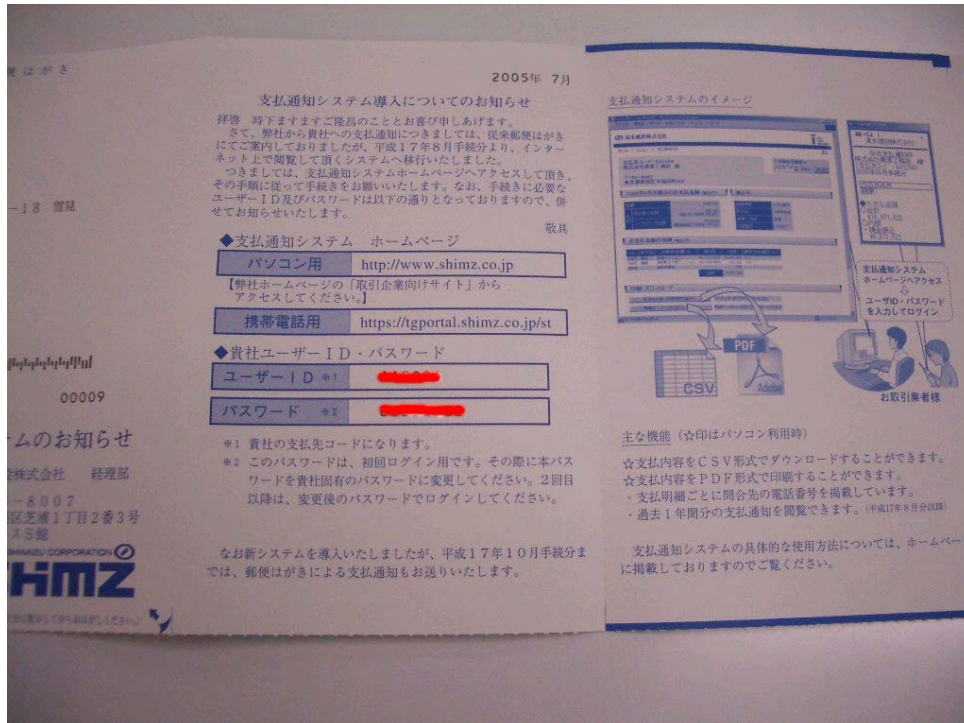 便はがき
－18 雪見
00009
テムのお知らせ
設株式会社 経理部
－8007
区芝浦1丁目2番3号
ンスS館
SHIMIZU CORPORATION
SHIMZ
2005年 7月
支払通知システム導入についてのお知らせ
拝啓 時下ますますご隆昌のこととお喜び申しあげます。
さて、弊社から貴社への支払通知につきましては、従来郵便はがき
にてご案内しておりましたが、平成17年8月手続分より、インター
ネット上で閲覧して頂くシステムへ移行いたしました。
つきましては、支払通知システムホームページへアクセスして頂き、
その手順に従って手続きをお願いいたします。なお、手続きに必要な
ユーザーID及びパスワードは以下の通りとなっておりますので、併
せてお知らせいたします。
敬具
◆支払通知システム ホームページ
パソコン用 http://www.shimz.co.jp
【弊社ホームページの「取引企業向けサイト」から
アクセスしてください。】
携帯電話用 https://tgportal.shimz.co.jp/st
◆貴社ユーザーID・パスワード
ユーザーID ※1
パスワード ※2
※1 貴社の支払先コードになります。
※2 このパスワードは、初回ログイン用です。その際に本パス
ワードを貴社固有のパスワードに変更してください。2回目
以降は、変更後のパスワードでログインしてください。
なお新システムを導入いたしましたが、平成17年10月手続分ま
では、郵便はがきによる支払通知もお送りいたします。
支払通知システムのイメージ
清水建設株式会社
支払通知システム
ホームページへアクセス
⇩
ユーザID・パスワード
を入力してログイン
CSV
PDF
Adobe
お取引業者様
主な機能（☆印はパソコン利用時）
☆支払内容をCSV形式でダウンロードすることができます。
☆支払内容をPDF形式で印刷することができます。
・支払明細ごとに問合先の電話番号を掲載しています。
・過去1年間分の支払通知を閲覧できます。（平成17年8月分以降）
支払通知システムの具体的な使用方法については、ホームペー
に掲載しておりますのでご覧ください。